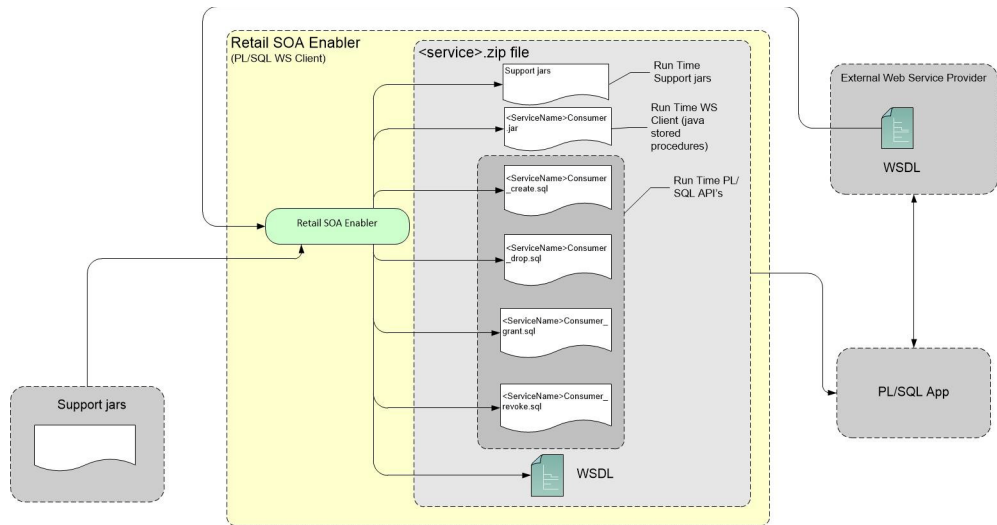 Retail SOA Enabler
(PL/SQL WS Client)
<service>.zip file
Support jars
Run Time
Support jars
<ServiceName>Consumer
.jar
Run Time WS
Client (java
stored
procedures)
<ServiceName>Consumer
_create.sql
Run Time PL/
SQL API's
Retail SOA Enabler
<ServiceName>Consumer
_drop.sql
<ServiceName>Consumer_
grant.sql
<ServiceName>Consumer_
revoke.sql
WSDL
External Web Service Provider
WSDL
PL/SQL App
Support jars